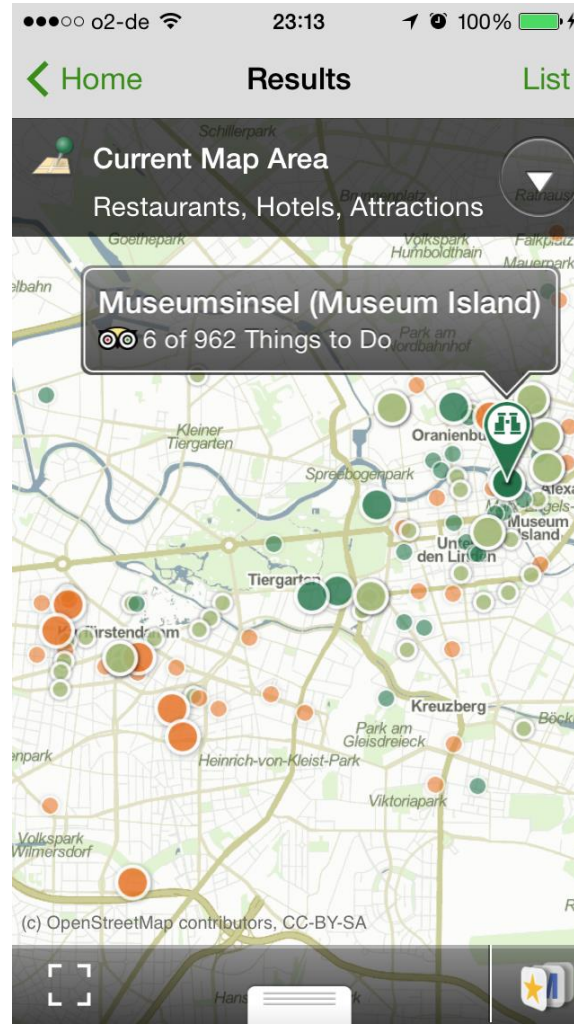 o2-de 23:13 100%
Home Results List
Schillerpark
Current Map Area
Restaurants, Hotels, Attractions
Goethepark
Volkspark
Humboldthain
Mauerpark
Museumsinsel (Museum Island)
6 of 962 Things to Do
Park am
Nordbahnhof
Kleiner
Tiergarten
Spreebogenpark
Museum
Island
den Linden
Tiergarten
Kreuzberg
Park am
Gleisdreieck
Heinrich-von-Kleist-Park
Viktoriapark
Volkspark
Wilmersdorf
(c) OpenStreetMap contributors, CC-BY-SA